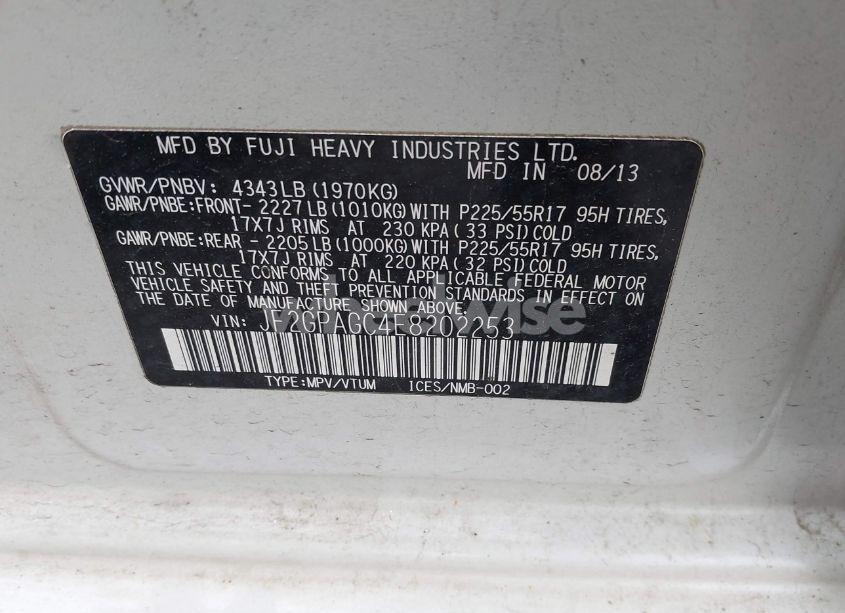 MFD BY FUJI HEAVY INDUSTRIES LTD.
MFD IN 08/13
GVWR/PNBV: 4343LB (1970KG)
GAWR/PNBE:FRONT- 2227LB (1010KG) WITH P225/55R17 95H TIRES,
17X7J RIMS AT 230 KPA (33 PSI) COLD
GAWR/PNBE:REAR - 2205LB (1000KG) WITH P225/55R17 95H TIRES,
17X7J RIMS AT 220 KPA (32 PSI) COLD
THIS VEHICLE CONFORMS TO ALL APPLICABLE FEDERAL MOTOR
VEHICLE SAFETY AND THEFT PREVENTION STANDARDS IN EFFECT ON
THE DATE OF MANUFACTURE SHOWN ABOVE.
VIN: JF2GPAGC4E8202253
TYPE:MPV/VTUM ICES/NMB-002